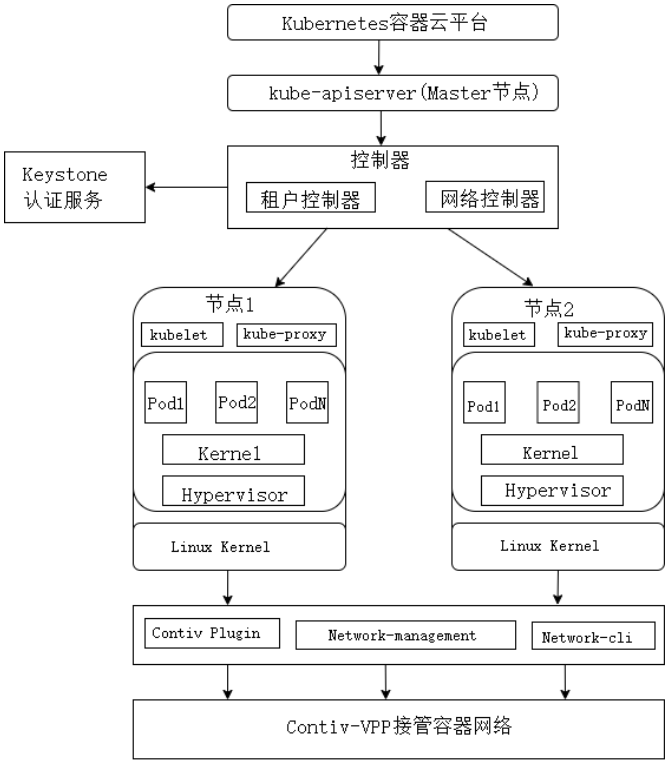 Kubernetes容器云平台
kube-apiserver(Master节点)
控制器
Keystone
认证服务
租户控制器
网络控制器
节点1
kubelet
kube-proxy
Pod1
Pod2
PodN
Kernel
Hypervisor
Linux Kernel
节点2
kubelet
kube-proxy
Pod1
Pod2
PodN
Kernel
Hypervisor
Linux Kernel
Contiv Plugin
Network-management
Network-cli
Contiv-VPP接管容器网络